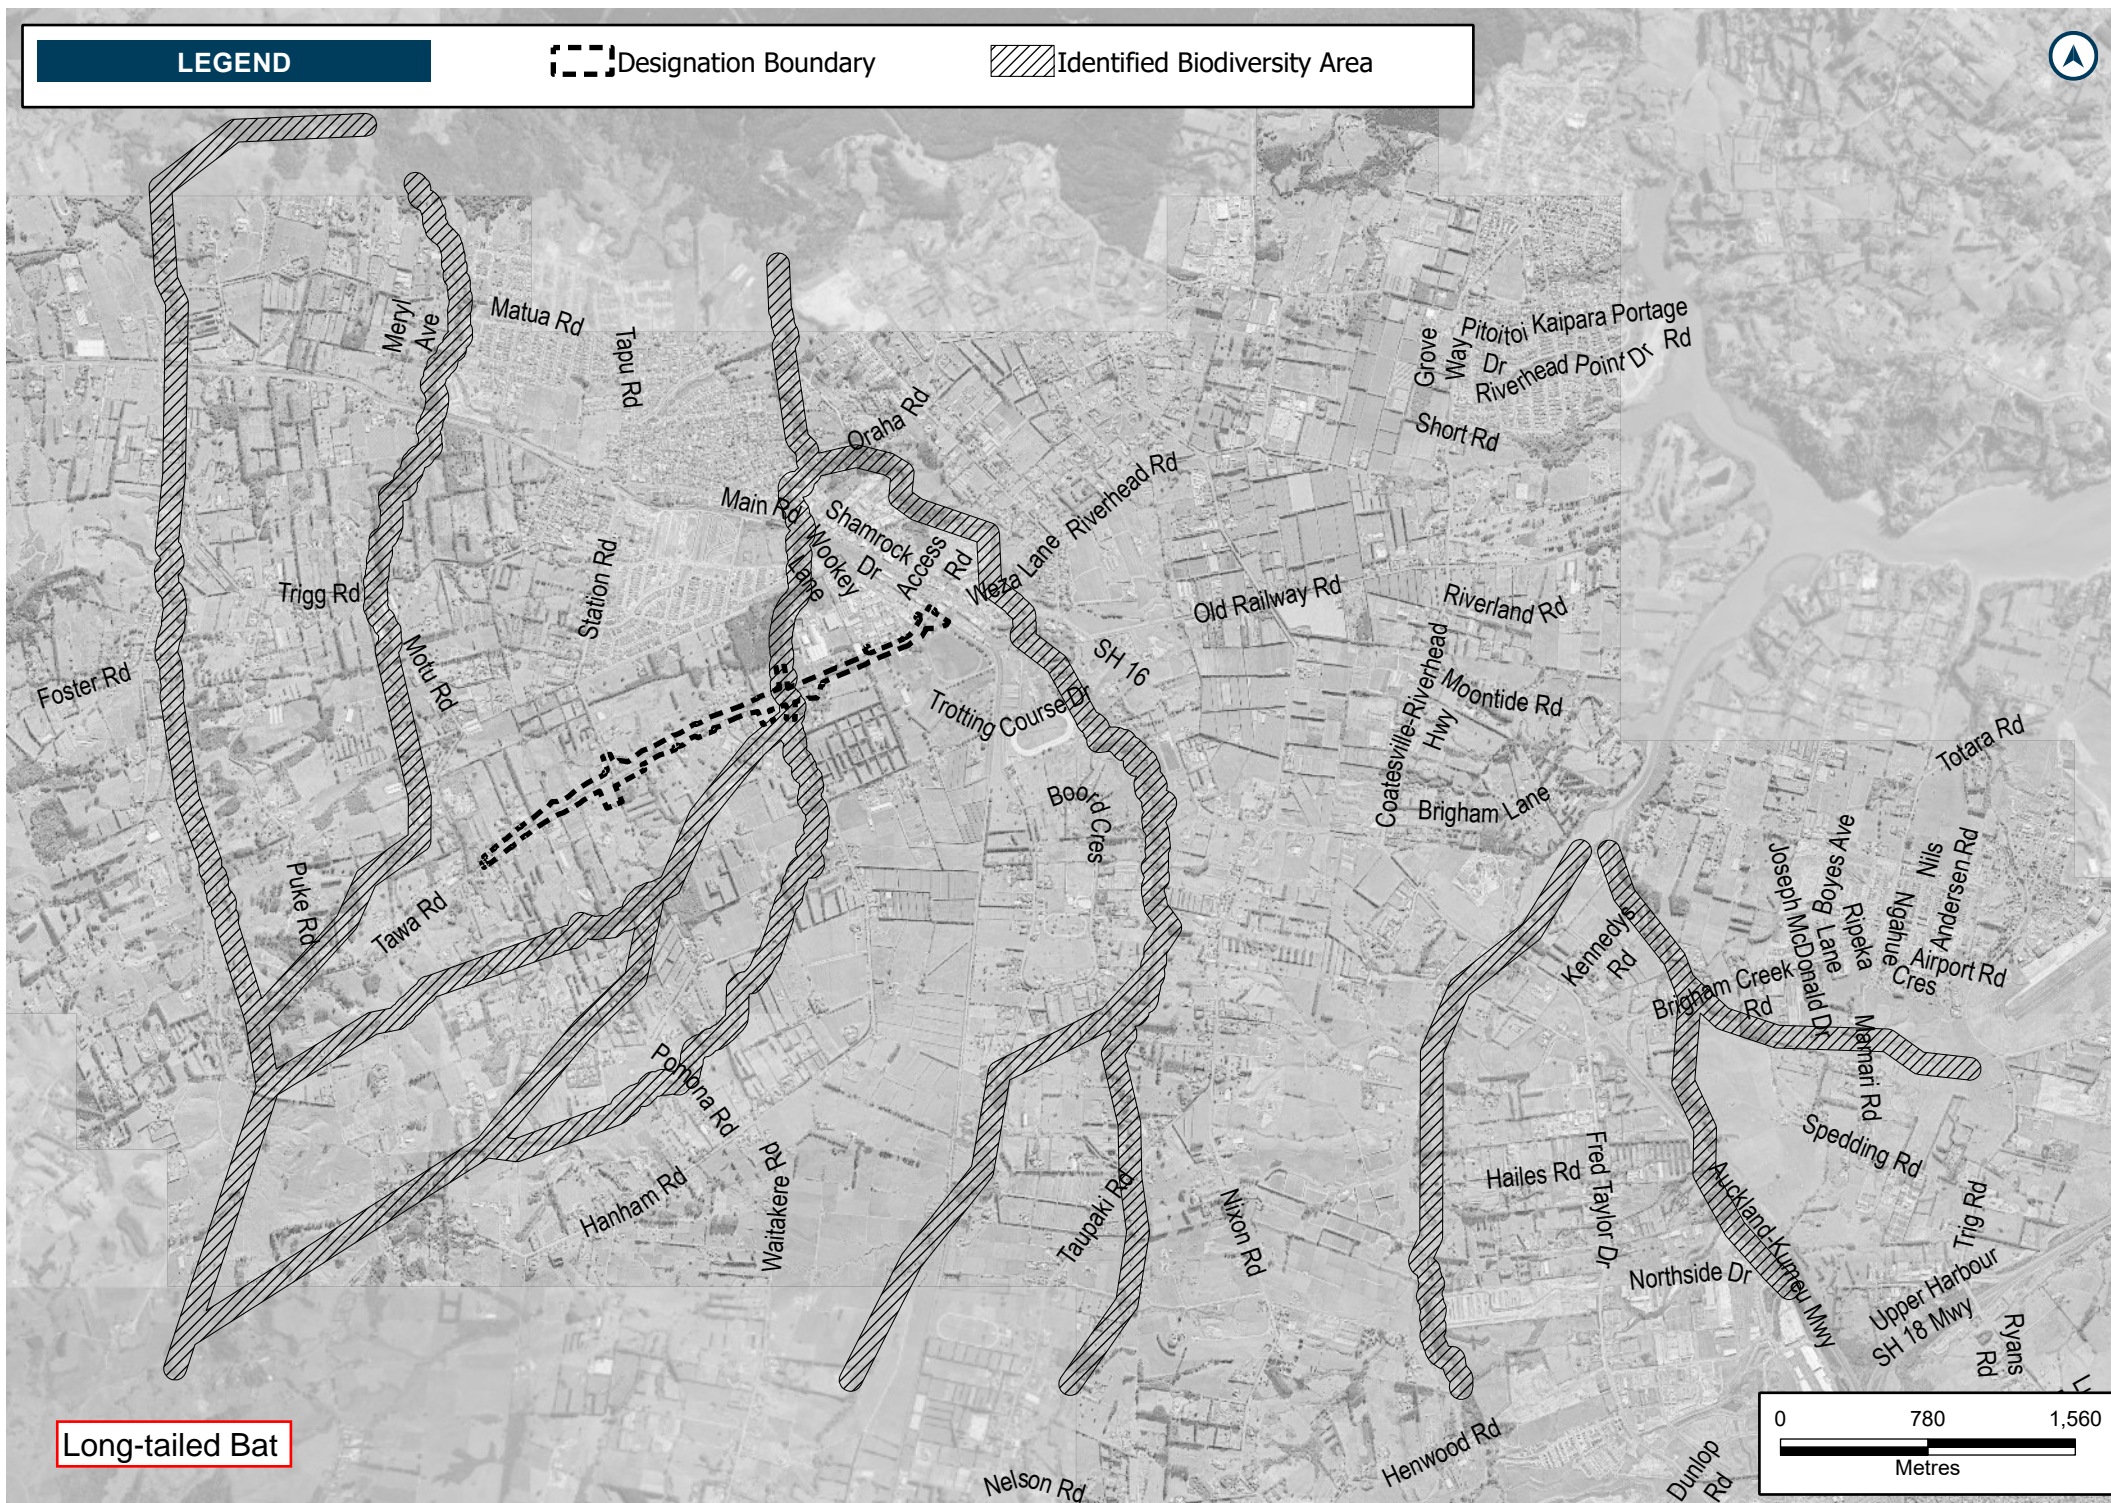 LEGEND
Designation Boundary
Identified Biodiversity Area
Meryl
Ave
Matua Rd
Tapu Rd
Oraha Rd
Grove
Way
Pitoitoi
Dr
Kaipara Portage
Rd
Riverhead Point Dr
Short Rd
Main Rd
Wookey
Lane
Shamrock
Dr
Access
Rd
Weza Lane
Riverhead Rd
Station Rd
Trigg Rd
Motu Rd
Foster Rd
Old Railway Rd
Riverland Rd
SH 16
Coatesville-Riverhead
Hwy
Moontide Rd
Trotting Course Dr
Boord Cres
Brigham Lane
Totara Rd
Puke Rd
Tawa Rd
Kennedys
Rd
Joseph McDonald Dr
Boyes Ave
Ripeka
Lane
Nils
Andersen Rd
Ngahue
Cres
Airport Rd
Brigham Creek
Rd
Mamari Rd
Pomona Rd
Hanham Rd
Waitakere Rd
Taupaki Rd
Nixon Rd
Hailes Rd
Fred Taylor Dr
Spedding Rd
Trig Rd
Northside Dr
Auckland-Kumeu Mwy
Upper Harbour
SH 18 Mwy
Ryans
Rd
Henwood Rd
Nelson Rd
Dunlop
Rd
Long-tailed Bat
0 780 1,560
Metres